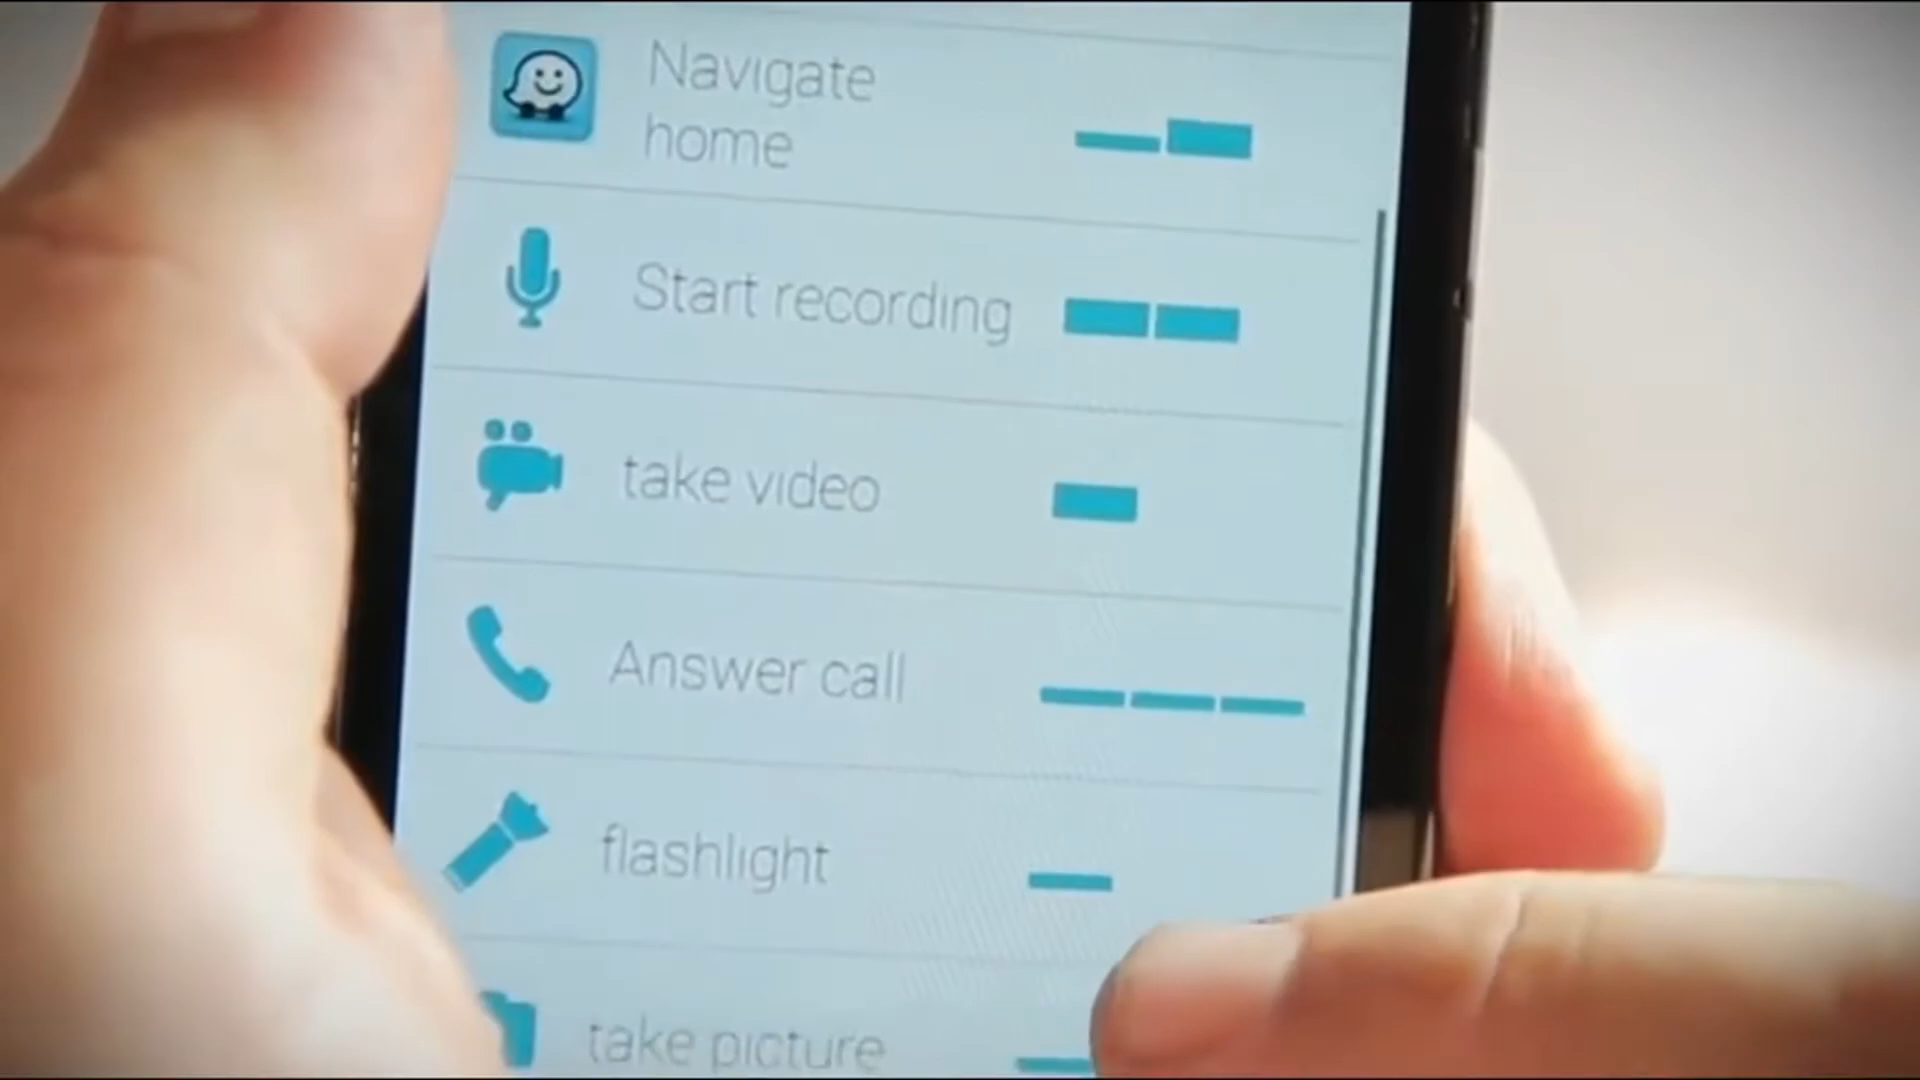 Navigate
home
Start recording
take video
Answer call
flashlight
take picture